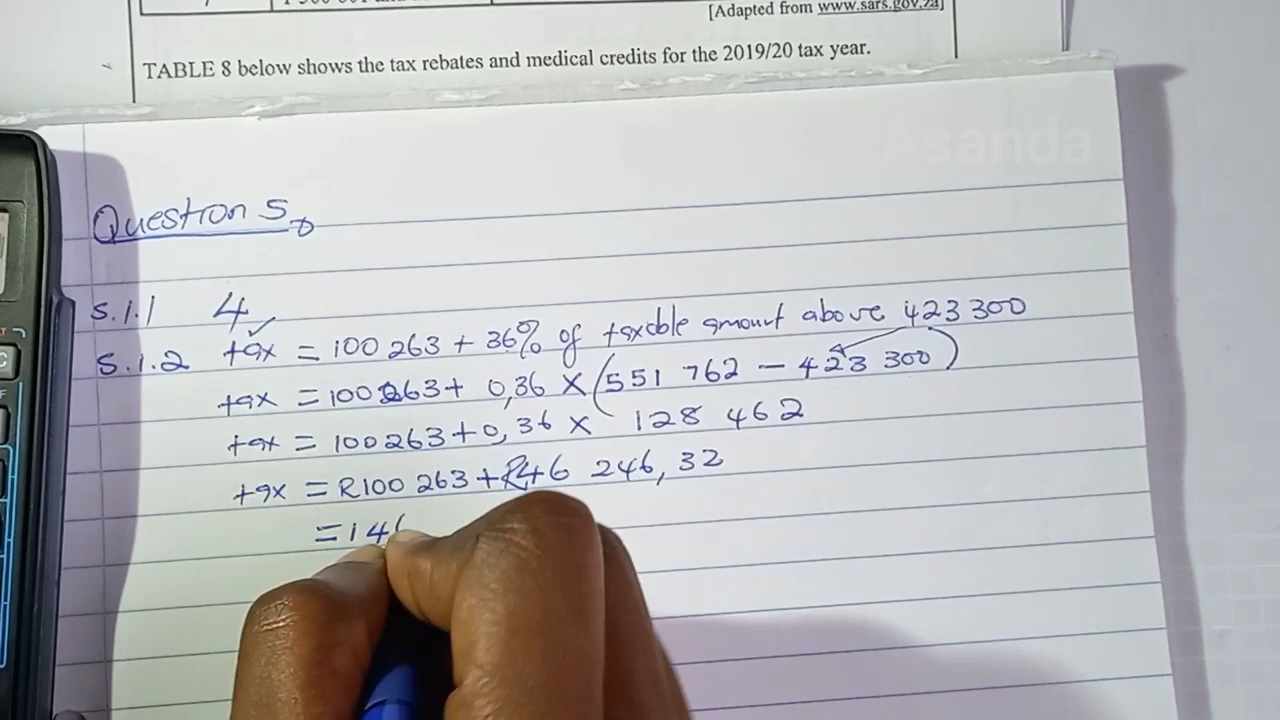 [Adapted from www.sars.gov.za]
TABLE 8 below shows the tax rebates and medical credits for the 2019/20 tax year.
Asanda
Question 5
5.1.1 4
5.1.2 tax = 100 263 + 36% of taxable amount above 423 300
tax = 100 263 + 0,36 × (551 762 − 423 300)
tax = 100 263 + 0,36 × 128 462
tax = R100 263 + R46 246,32
= 146